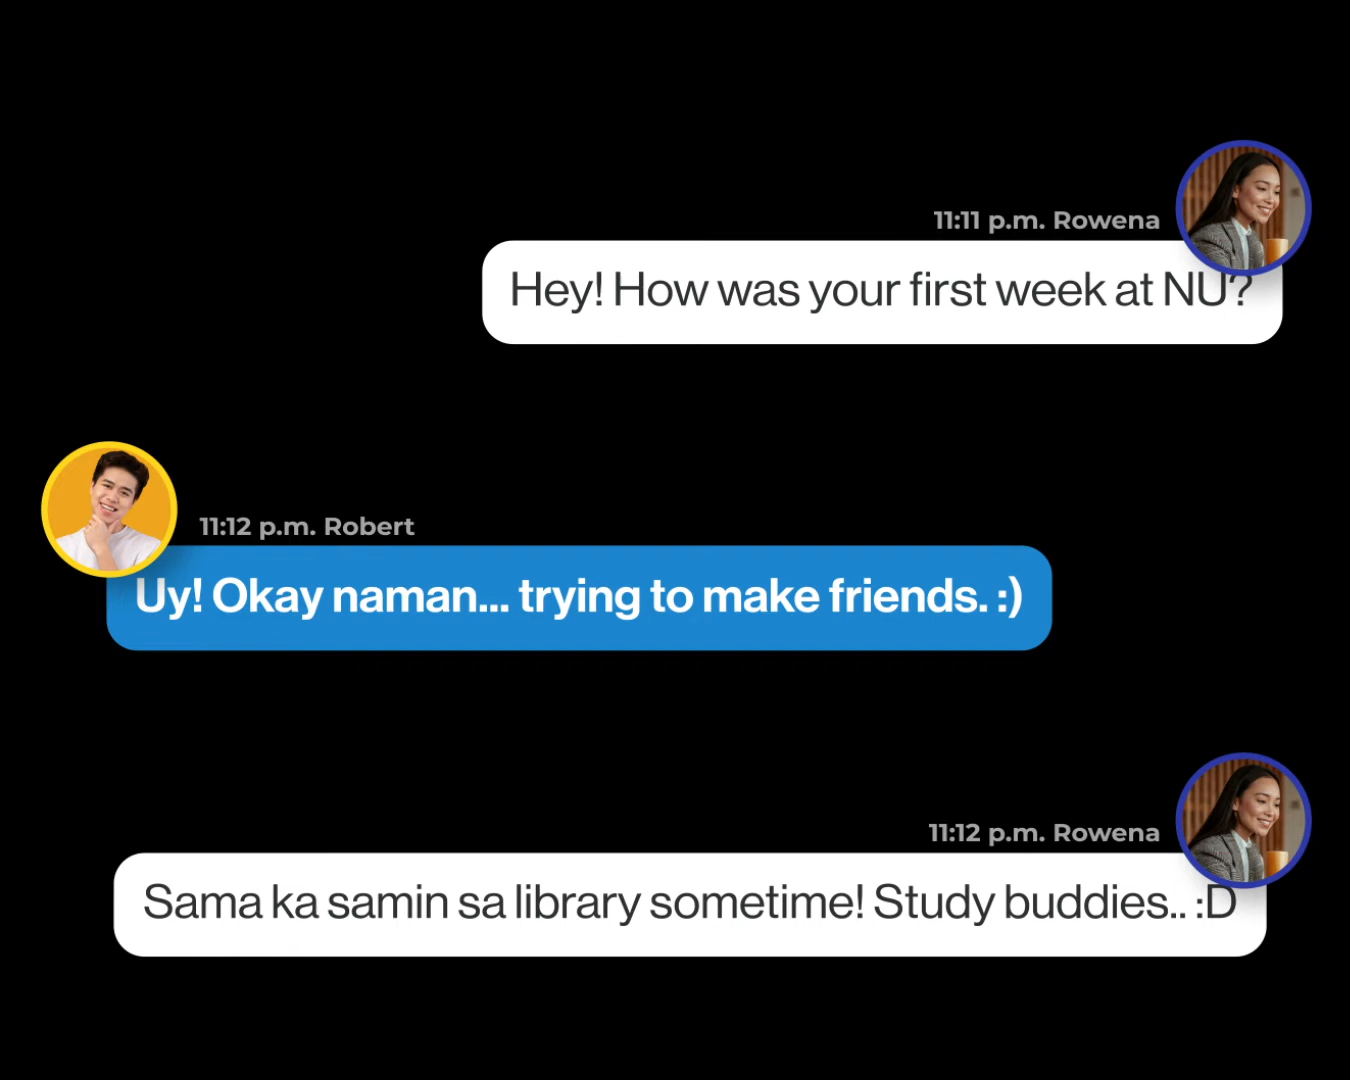 11:11 p.m. Rowena
Hey! How was your first week at NU?
11:12 p.m. Robert
Uy! Okay naman... trying to make friends. :)
11:12 p.m. Rowena
Sama ka samin sa library sometime! Study buddies.. :D